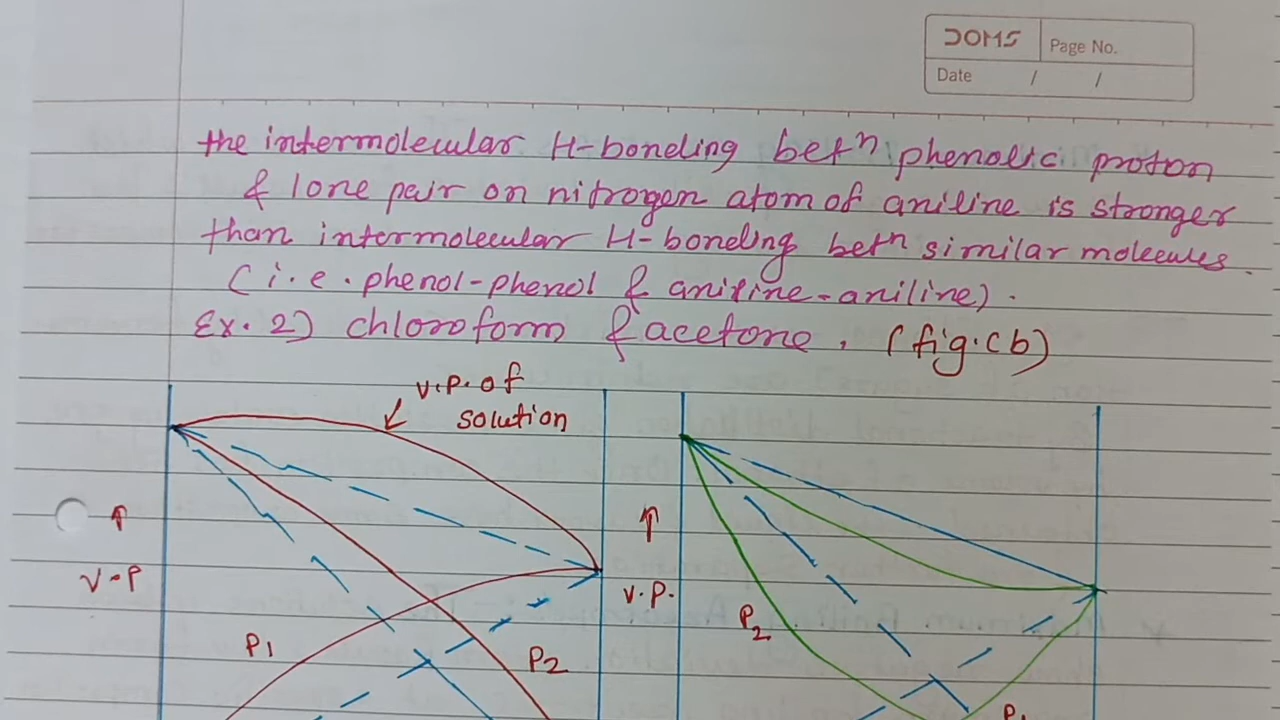 DOMS
Page No.
Date / /
the intermolecular H-bonding betn phenolic proton
& lone pair on nitrogen atom of aniline is stronger
than intermolecular H-bonding betn similar molecules.
(i.e. phenol-phenol & aniline-aniline).
Ex. 2) chloroform & acetone. (fig.(b)
v.p. of
solution
↑
v.p
P1
P2
↑
v.p.
P2
P1